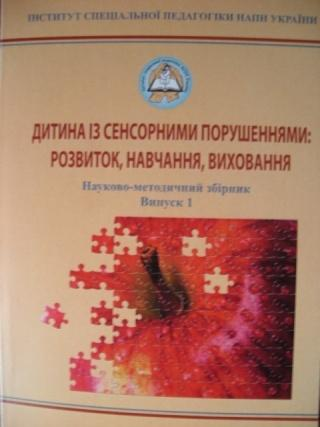 ІНСТИТУТ СПЕЦІАЛЬНОЇ ПЕДАГОГІКИ НАПН УКРАЇНИ
ДИТИНА ІЗ СЕНСОРНИМИ ПОРУШЕННЯМИ:
РОЗВИТОК, НАВЧАННЯ, ВИХОВАННЯ
Науково-методичний збірник
Випуск 1